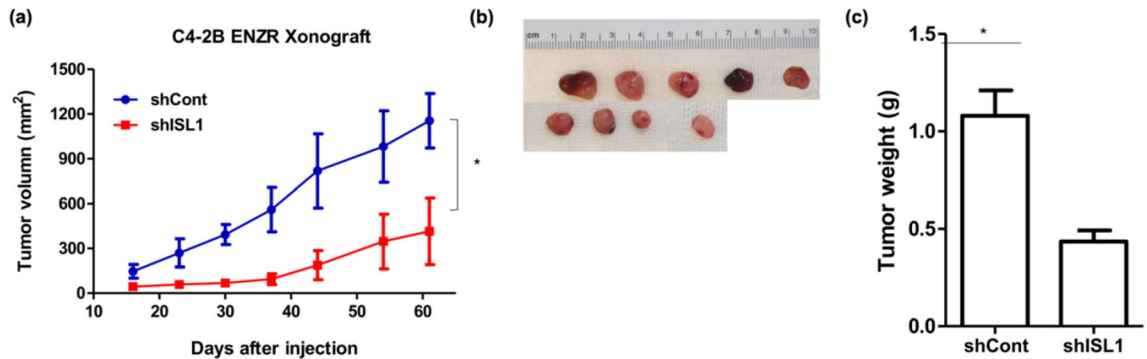 (a)
C4-2B ENZR Xonograft
Tumor volumn (mm²)
1500
1200
900
600
300
0
shCont
shISL1
*
10 20 30 40 50 60
Days after injection
(b)
cm 1 2 3 4 5 6 7 8 9 10
(c)
Tumor weight (g)
1.5
1.0
0.5
0.0
*
shCont shISL1